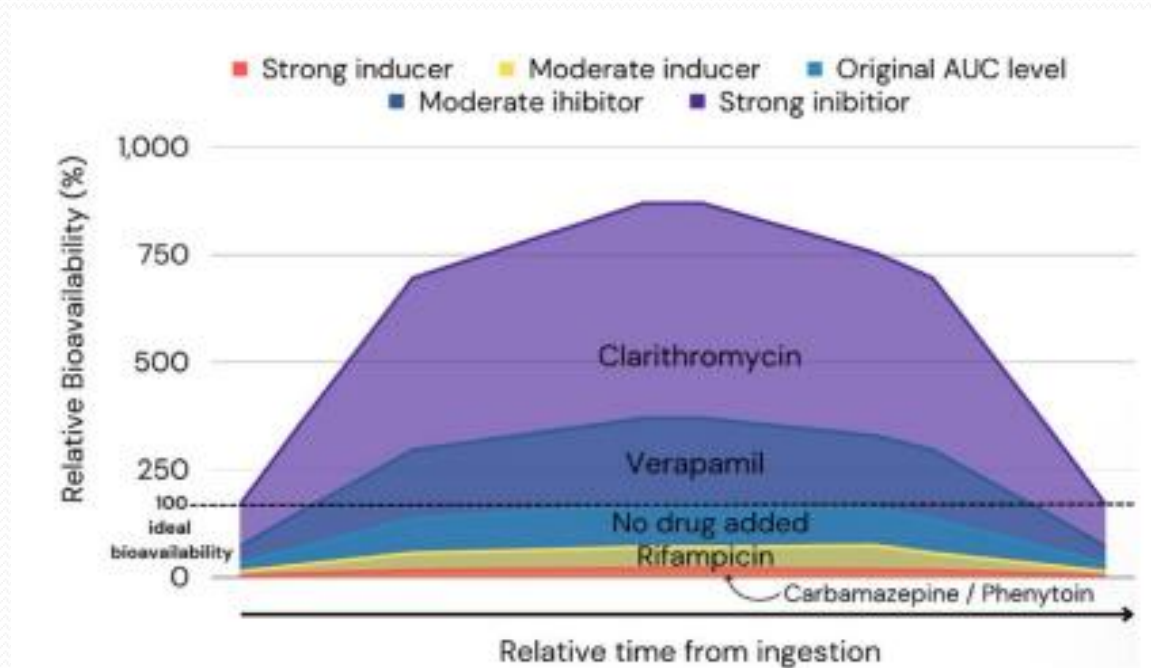 Strong inducer Moderate inducer Original AUC level
Moderate ihibitor Strong inibitior
Relative Bioavailability (%)
1,000
750
500
250
100
ideal
bioavailability
0
Clarithromycin
Verapamil
No drug added
Rifampicin
Carbamazepine / Phenytoin
Relative time from ingestion